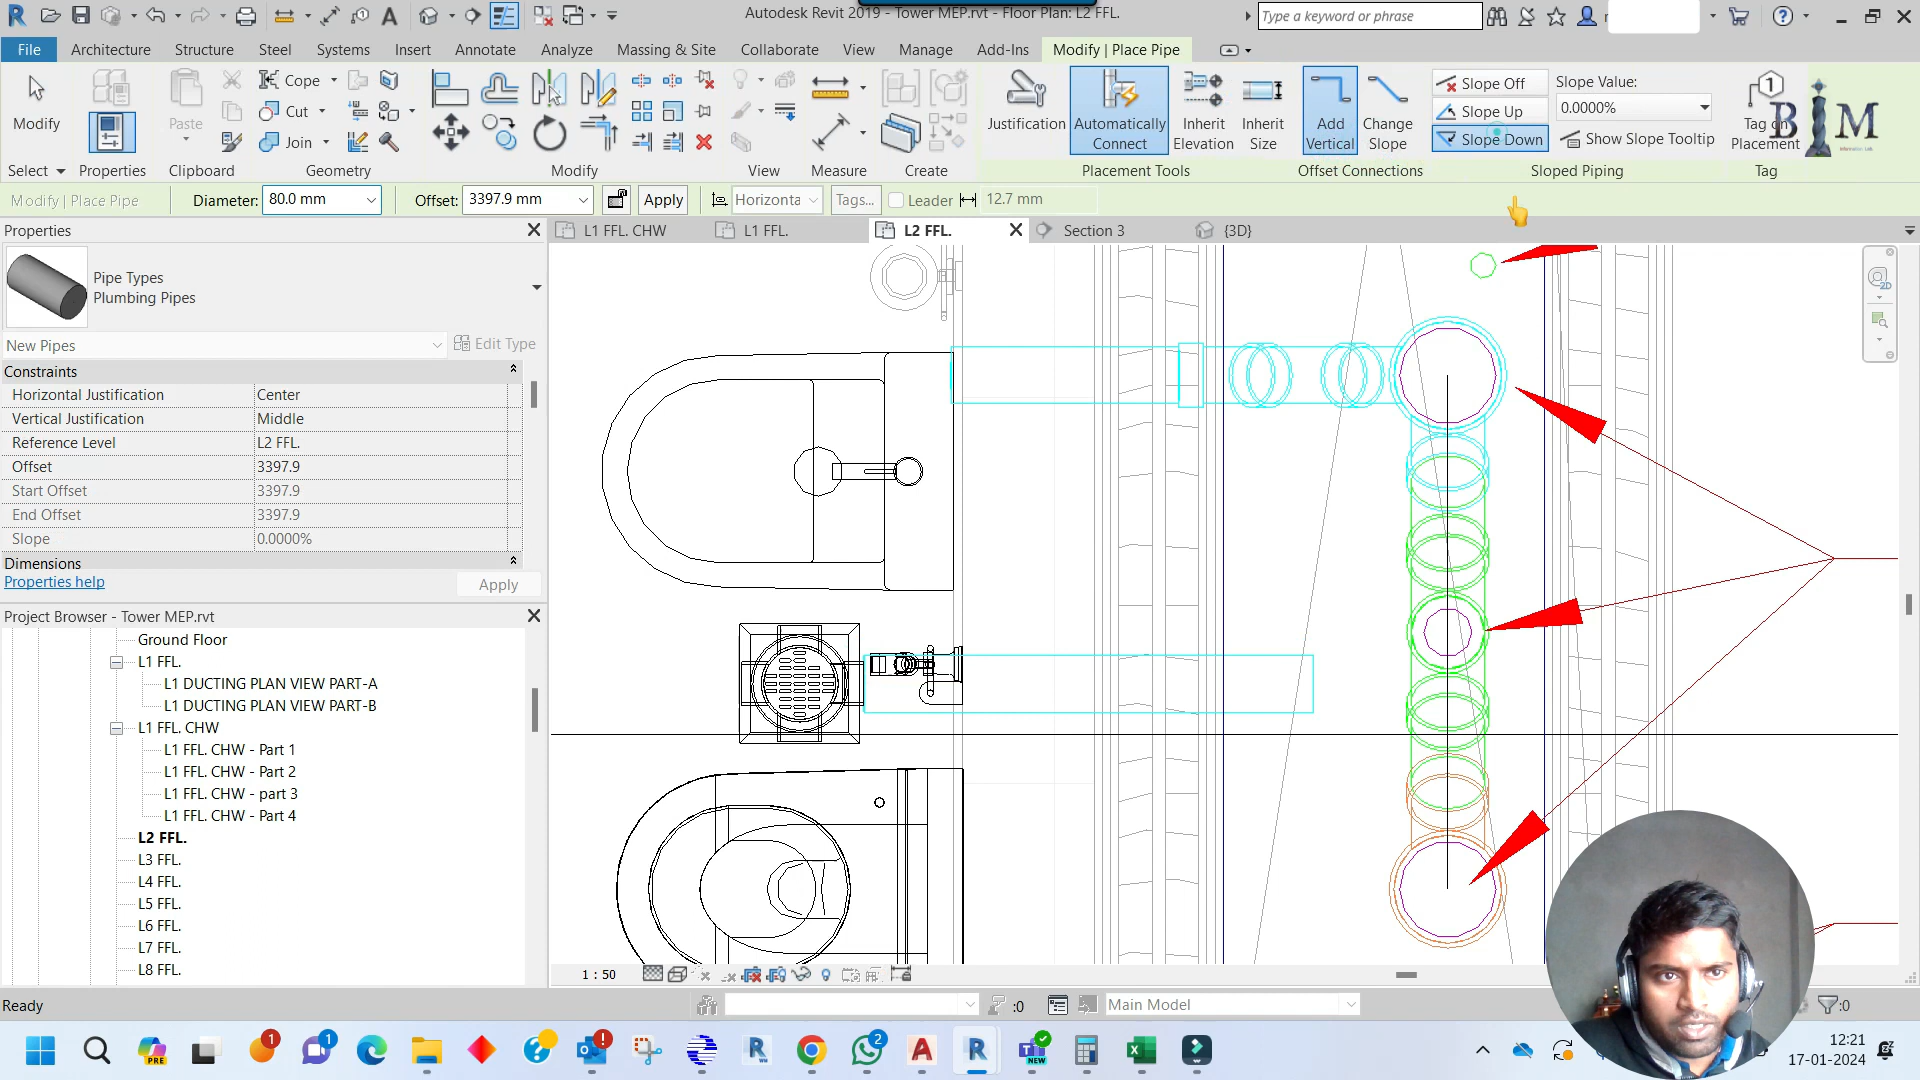 Autodesk Revit 2019 - Tower MEP.rvt - Floor Plan: L2 FFL.
Type a keyword or phrase
File Architecture Structure Steel Systems Insert Annotate Analyze Massing & Site Collaborate View Manage Add-Ins Modify | Place Pipe
Modify
Paste
Cope
Cut
Join
Justification
Automatically Connect
Inherit Elevation
Inherit Size
Add Vertical
Change Slope
Slope Off
Slope Up
Slope Down
Slope Value:
0.0000%
Show Slope Tooltip
Tag on Placement
BIM
Select Properties Clipboard Geometry Modify View Measure Create Placement Tools Offset Connections Sloped Piping Tag
Modify | Place Pipe Diameter: 80.0 mm Offset: 3397.9 mm Apply Horizonta Tags... Leader 12.7 mm
Properties
Pipe Types
Plumbing Pipes
New Pipes Edit Type
Constraints
Horizontal Justification Center
Vertical Justification Middle
Reference Level L2 FFL.
Offset 3397.9
Start Offset 3397.9
End Offset 3397.9
Slope 0.0000%
Dimensions
Properties help Apply
L1 FFL. CHW L1 FFL. L2 FFL. Section 3 {3D}
2D
Project Browser - Tower MEP.rvt
Ground Floor
L1 FFL.
L1 DUCTING PLAN VIEW PART-A
L1 DUCTING PLAN VIEW PART-B
L1 FFL. CHW
L1 FFL. CHW - Part 1
L1 FFL. CHW - Part 2
L1 FFL. CHW - part 3
L1 FFL. CHW - Part 4
L2 FFL.
L3 FFL.
L4 FFL.
L5 FFL.
L6 FFL.
L7 FFL.
L8 FFL.
1 : 50
Ready :0 Main Model :0
PRE 1 1 2 NEW
12:21
17-01-2024